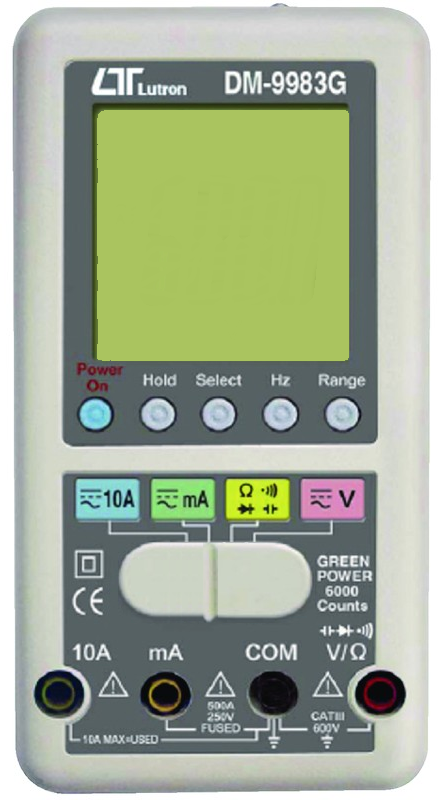 LT Lutron DM-9983G
Power On Hold Select Hz Range
10A mA Ω V
GREEN
POWER
6000
Counts
CE
10A mA COM V/Ω
500A
250V
FUSED
CATIII
600V
10A MAX=USED